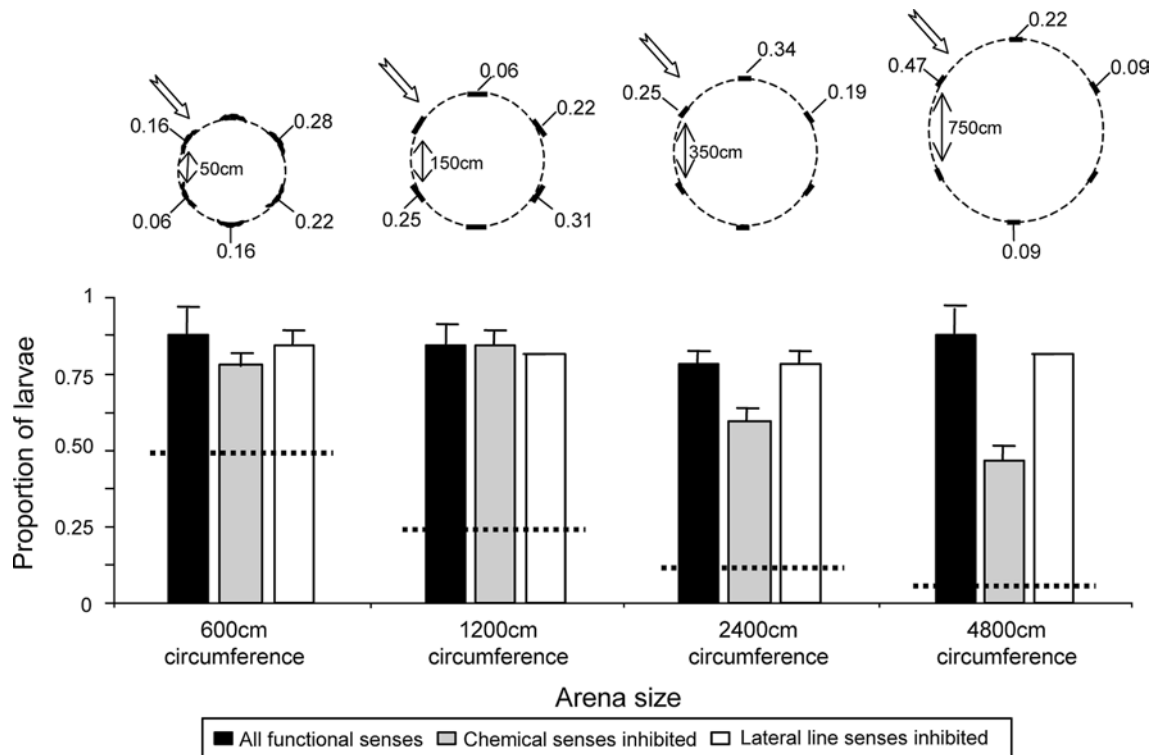 0.16
0.28
50cm
0.06
0.22
0.16
0.06
0.22
150cm
0.25
0.31
0.34
0.25
0.19
350cm
0.22
0.47
0.09
750cm
0.09
Proportion of larvae
1
0.75
0.50
0.25
0
600cm
circumference
1200cm
circumference
2400cm
circumference
4800cm
circumference
Arena size
All functional senses Chemical senses inhibited Lateral line senses inhibited